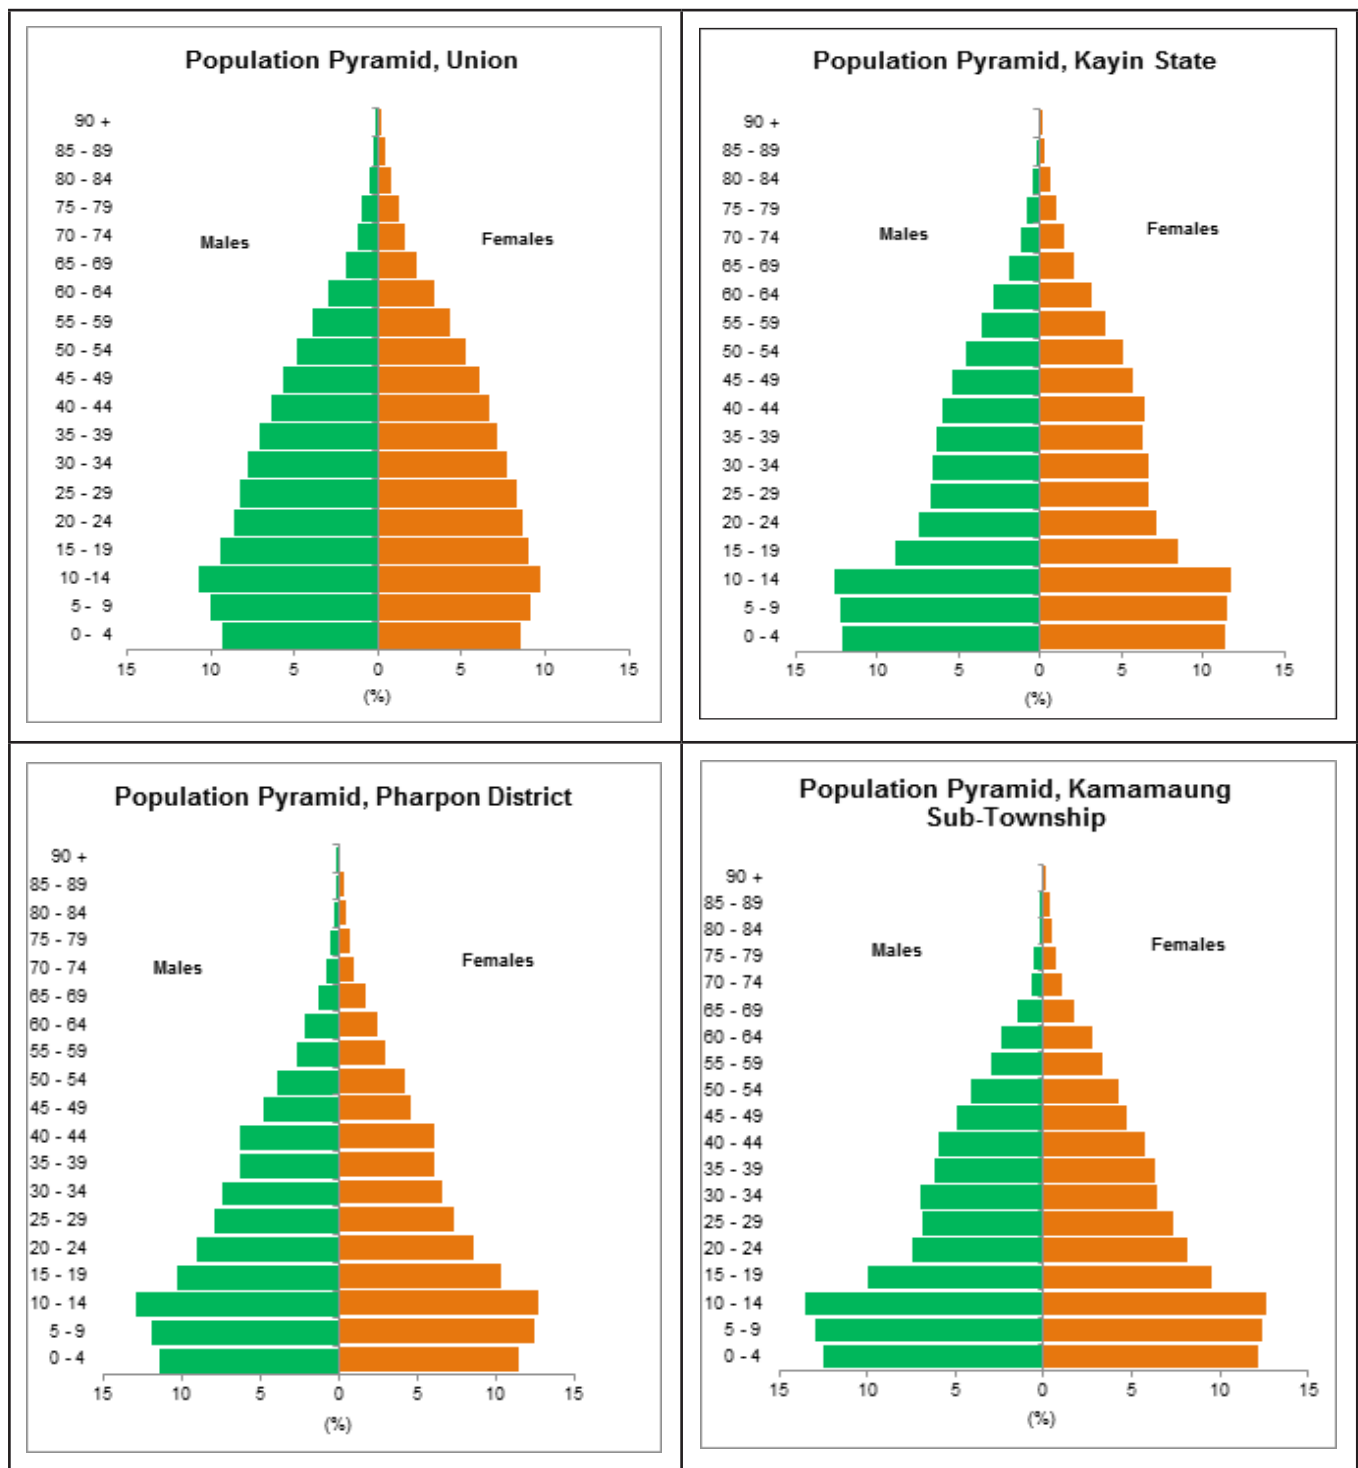 Population Pyramid, Union
90 +
85 - 89
80 - 84
75 - 79
70 - 74
65 - 69
60 - 64
55 - 59
50 - 54
45 - 49
40 - 44
35 - 39
30 - 34
25 - 29
20 - 24
15 - 19
10 -14
5 - 9
0 - 4
Males
Females
15 10 5 0 5 10 15
(%)
Population Pyramid, Kayin State
90 +
85 - 89
80 - 84
75 - 79
70 - 74
65 - 69
60 - 64
55 - 59
50 - 54
45 - 49
40 - 44
35 - 39
30 - 34
25 - 29
20 - 24
15 - 19
10 - 14
5 - 9
0 - 4
Males
Females
15 10 5 0 5 10 15
(%)
Population Pyramid, Pharpon District
90 +
85 - 89
80 - 84
75 - 79
70 - 74
65 - 69
60 - 64
55 - 59
50 - 54
45 - 49
40 - 44
35 - 39
30 - 34
25 - 29
20 - 24
15 - 19
10 - 14
5 - 9
0 - 4
Males
Females
15 10 5 0 5 10 15
(%)
Population Pyramid, Kamamaung
Sub-Township
90 +
85 - 89
80 - 84
75 - 79
70 - 74
65 - 69
60 - 64
55 - 59
50 - 54
45 - 49
40 - 44
35 - 39
30 - 34
25 - 29
20 - 24
15 - 19
10 - 14
5 - 9
0 - 4
Males
Females
15 10 5 0 5 10 15
(%)